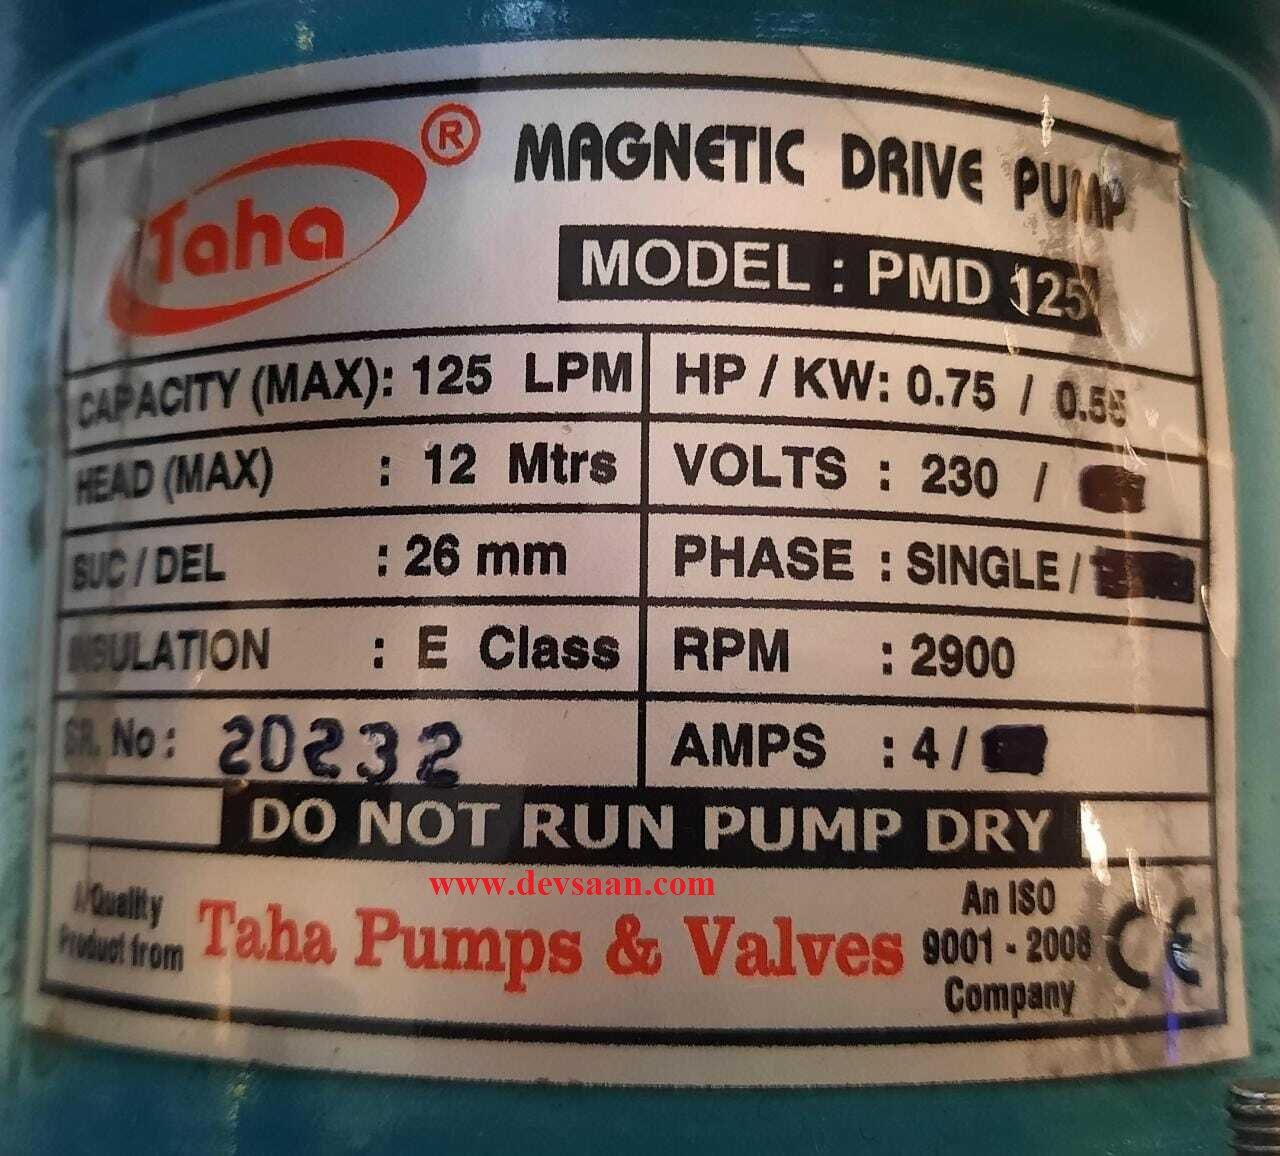 Taha ®
MAGNETIC DRIVE PUMP
MODEL : PMD 125
CAPACITY (MAX): 125 LPM
HP / KW: 0.75 / 0.55
HEAD (MAX) : 12 Mtrs
VOLTS : 230 /
SUC / DEL : 26 mm
PHASE : SINGLE /
INSULATION : E Class
RPM : 2900
SR. No : 20232
AMPS : 4 /
DO NOT RUN PUMP DRY
www.devsaan.com
Quality
Product from
Taha Pumps & Valves
An ISO
9001 - 2008
Company
CE